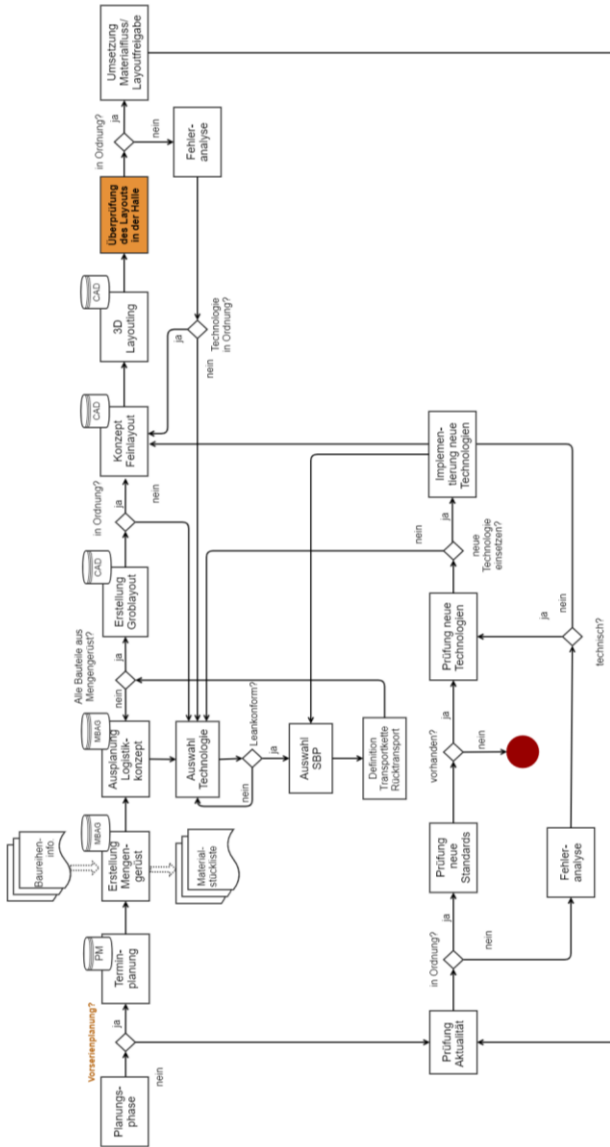 Planungs-
phase
Vorserienplanung?
ja
nein
PM
Termin-
planung
Baureihen-
info.
MBAG
Erstellung
Mengen-
gerüst
Material-
stückliste
MBAG
Ausplanung
Logistik-
konzept
Alle Bauteile aus
Mengengerüst?
nein
ja
CAD
Erstellung
Groblayout
in Ordnung?
ja
nein
CAD
Konzept
Feinlayout
CAD
3D
Layouting
Überprüfung
des Layouts
in der Halle
in Ordnung?
ja
nein
Umsetzung
Materialfluss/
Layoutfreigabe
Fehler-
analyse
Technologie
in Ordnung?
ja
nein
Auswahl
Technologie
Leankonform?
nein
ja
Auswahl
SBP
Definition
Transportkette
Rücktransport
Prüfung
Aktualität
in Ordnung?
ja
nein
Prüfung
neue
Standards
vorhanden?
ja
nein
Prüfung neue
Technologien
neue
Technologie
einsetzen?
nein
ja
Implemen-
tierung neue
Technologien
Fehler-
analyse
technisch?
ja
nein